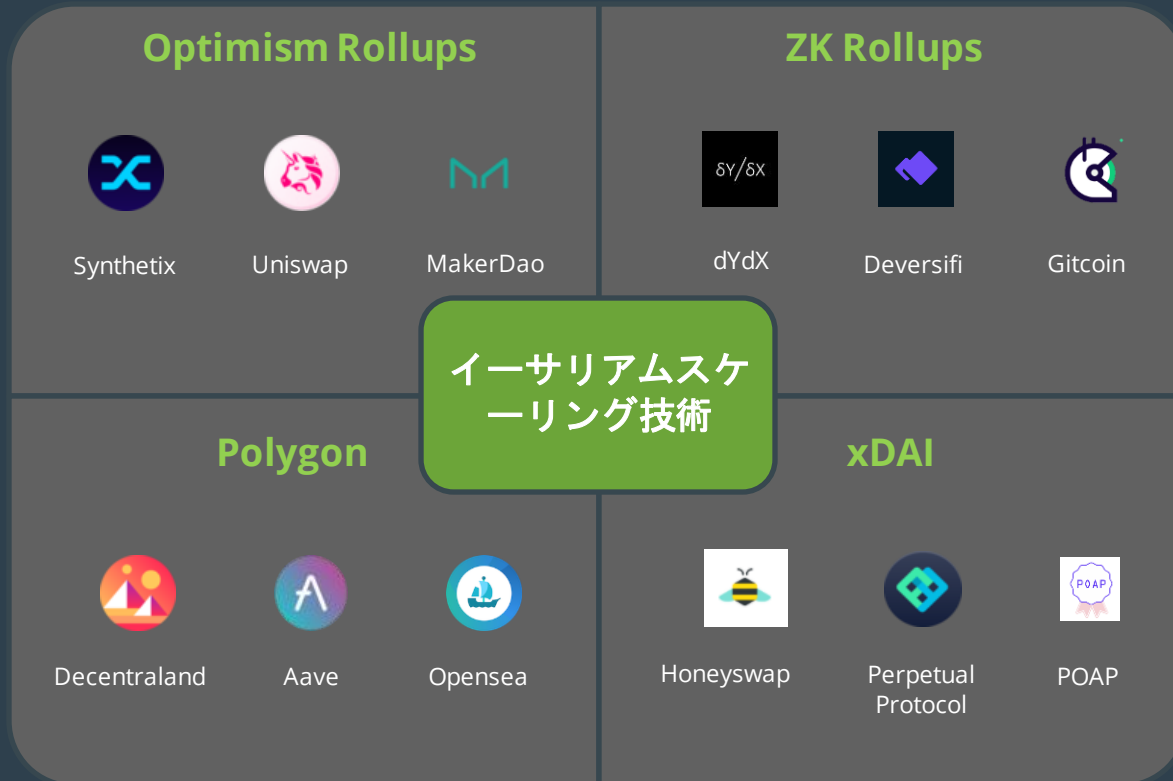 Optimism Rollups
ZK Rollups
δY/δX
Synthetix
Uniswap
MakerDao
dYdX
Deversifi
Gitcoin
イーサリアムスケ
ーリング技術
Polygon
xDAI
POAP
Decentraland
Aave
Opensea
Honeyswap
Perpetual
Protocol
POAP